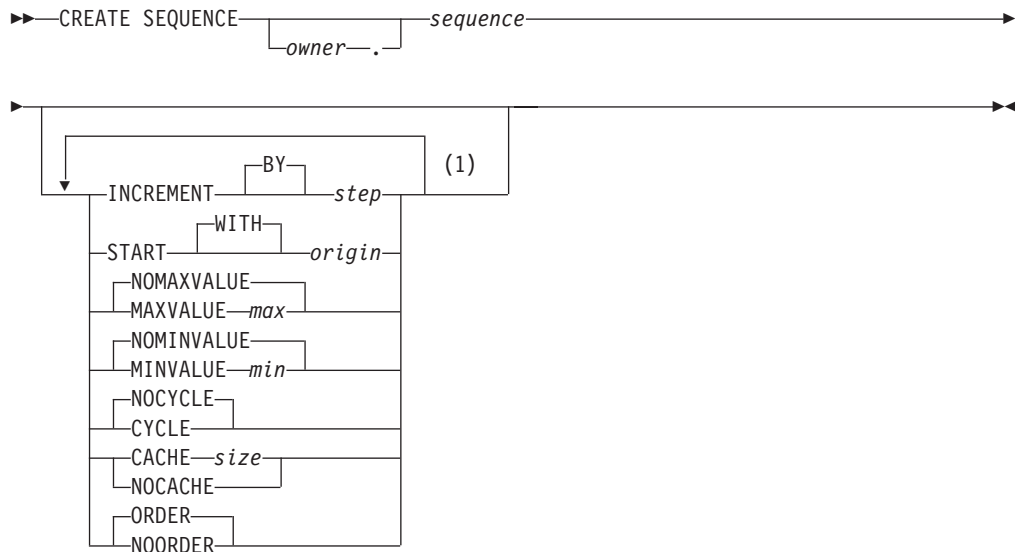 CREATE SEQUENCE owner . sequence
(1)
BY
INCREMENT step
WITH
START origin
NOMAXVALUE
MAXVALUE max
NOMINVALUE
MINVALUE min
NOCYCLE
CYCLE
CACHE size
NOCACHE
ORDER
NOORDER